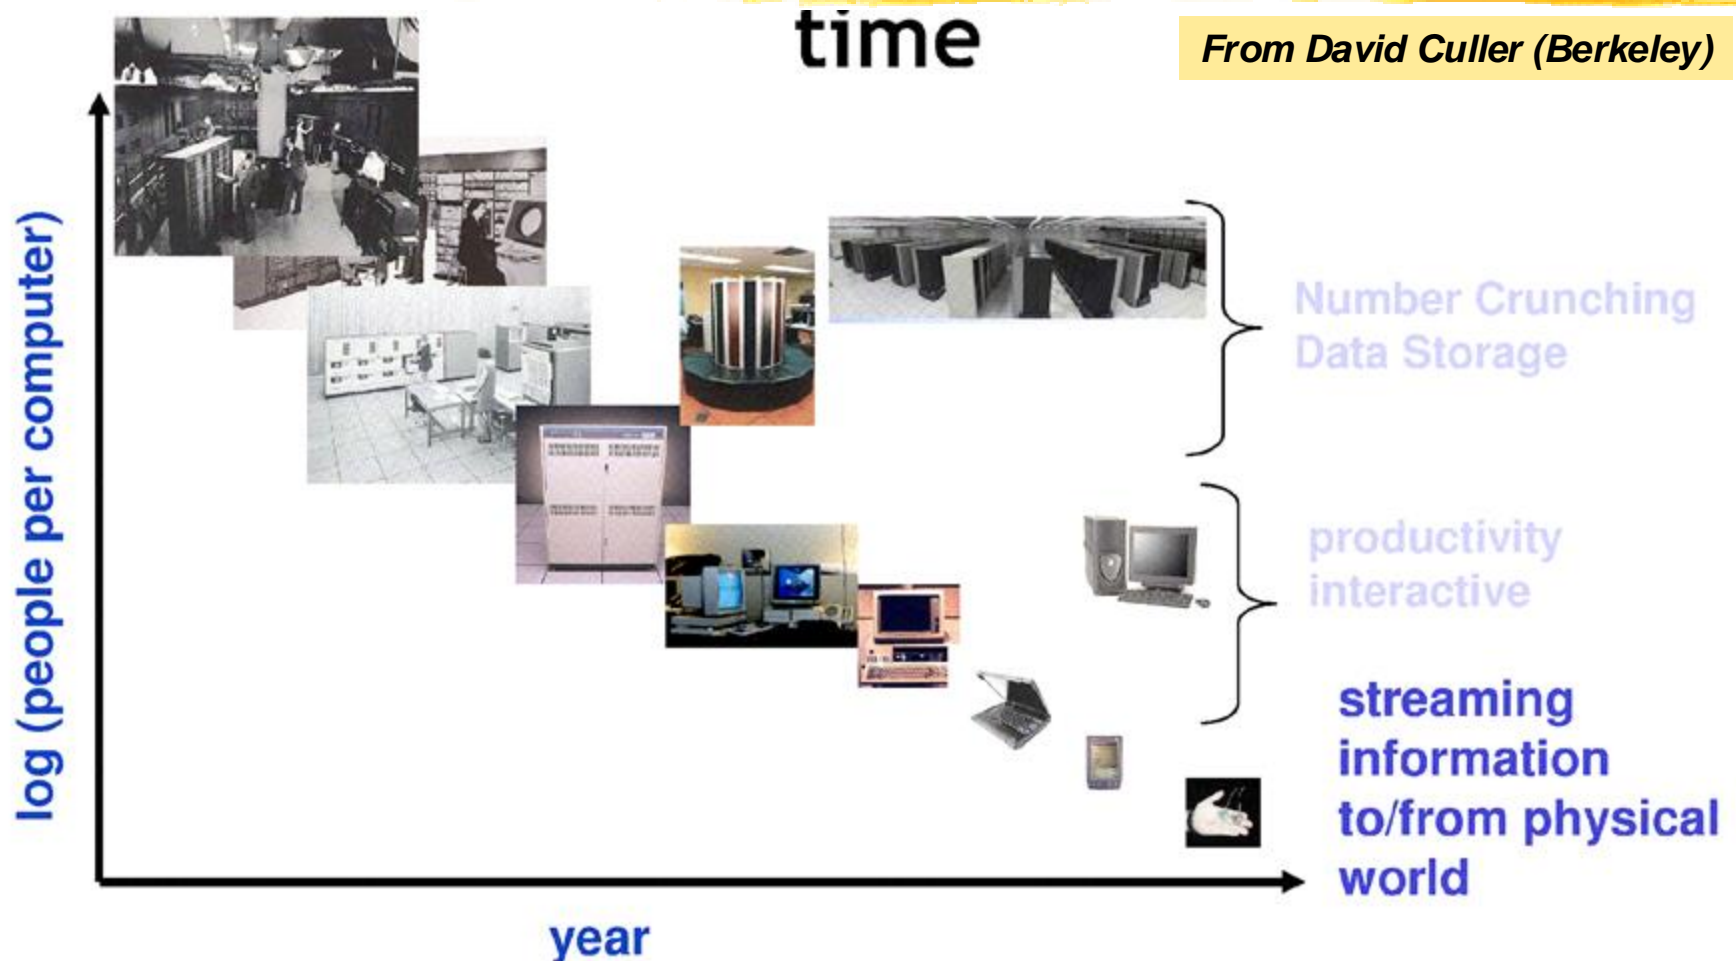 time
From David Culler (Berkeley)
log (people per computer)
Number Crunching
Data Storage
productivity
interactive
streaming
information
to/from physical
world
year